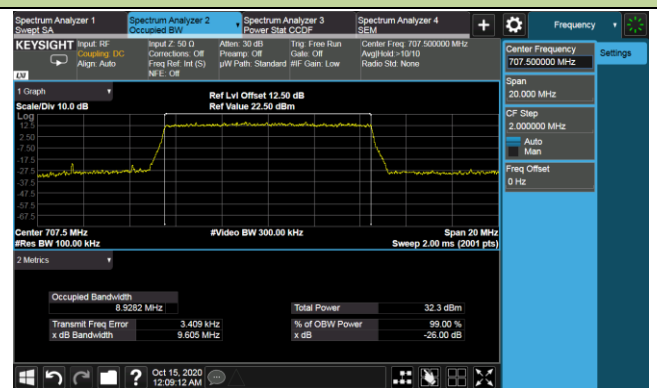 Spectrum Analyzer 1
Swept SA
Spectrum Analyzer 2
Occupied BW
Spectrum Analyzer 3
Power Stat CCDF
Spectrum Analyzer 4
SEM
Frequency
KEYSIGHT
Input: RF
Coupling: DC
Align: Auto
Input Z: 50 Ω
Corrections: Off
Freq Ref: Int (S)
NFE: Off
Atten: 30 dB
Preamp: Off
µW Path: Standard
Trig: Free Run
Gate: Off
#IF Gain: Low
Center Freq: 707.500000 MHz
Avg|Hold:>10/10
Radio Std: None
LXI
Center Frequency
707.500000 MHz
Settings
Span
20.000 MHz
CF Step
2.000000 MHz
Auto
Man
Freq Offset
0 Hz
1 Graph
Scale/Div 10.0 dB
Ref Lvl Offset 12.50 dB
Ref Value 22.50 dBm
Log
12.5
2.50
-7.50
-17.5
-27.5
-37.5
-47.5
-57.5
-67.5
Center 707.5 MHz
#Video BW 300.00 kHz
Span 20 MHz
#Res BW 100.00 kHz
Sweep 2.00 ms (2001 pts)
2 Metrics
Occupied Bandwidth
8.9282 MHz
Total Power
32.3 dBm
Transmit Freq Error
3.409 kHz
% of OBW Power
99.00 %
x dB Bandwidth
9.605 MHz
x dB
-26.00 dB
Oct 15, 2020
12:09:12 AM